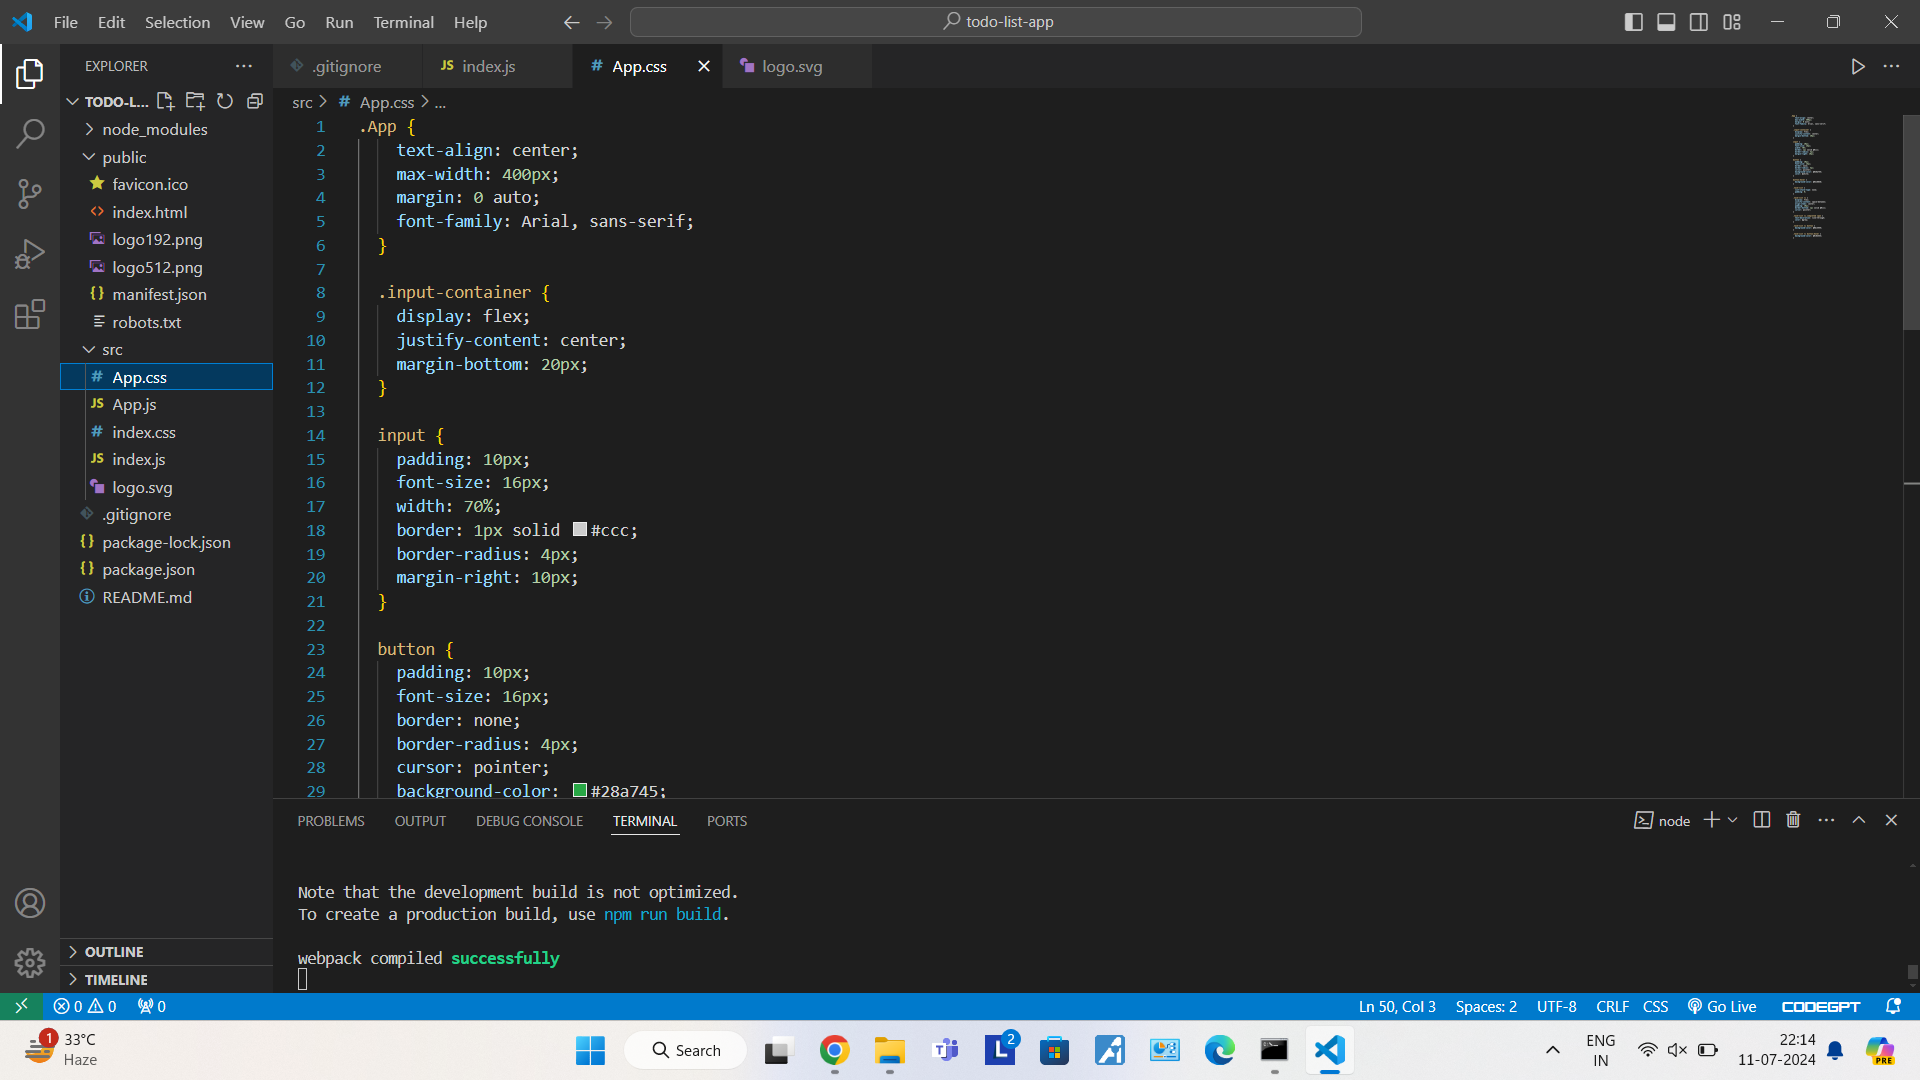 File Edit Selection View Go Run Terminal Help
todo-list-app
EXPLORER
TODO-L...
node_modules
public
favicon.ico
index.html
logo192.png
logo512.png
manifest.json
robots.txt
src
App.css
App.js
index.css
index.js
logo.svg
.gitignore
package-lock.json
package.json
README.md
OUTLINE
TIMELINE
.gitignore
JS index.js
# App.css
logo.svg
src > # App.css > ...
1 .App {
2 text-align: center;
3 max-width: 400px;
4 margin: 0 auto;
5 font-family: Arial, sans-serif;
6 }
7
8 .input-container {
9 display: flex;
10 justify-content: center;
11 margin-bottom: 20px;
12 }
13
14 input {
15 padding: 10px;
16 font-size: 16px;
17 width: 70%;
18 border: 1px solid #ccc;
19 border-radius: 4px;
20 margin-right: 10px;
21 }
22
23 button {
24 padding: 10px;
25 font-size: 16px;
26 border: none;
27 border-radius: 4px;
28 cursor: pointer;
29 background-color: #28a745;
PROBLEMS OUTPUT DEBUG CONSOLE TERMINAL PORTS
node
Note that the development build is not optimized.
To create a production build, use npm run build.
webpack compiled successfully
0 0 0
Ln 50, Col 3 Spaces: 2 UTF-8 CRLF CSS Go Live CODEGPT
1
33°C
Haze
Search
2
ENG
IN
22:14
11-07-2024
PRE